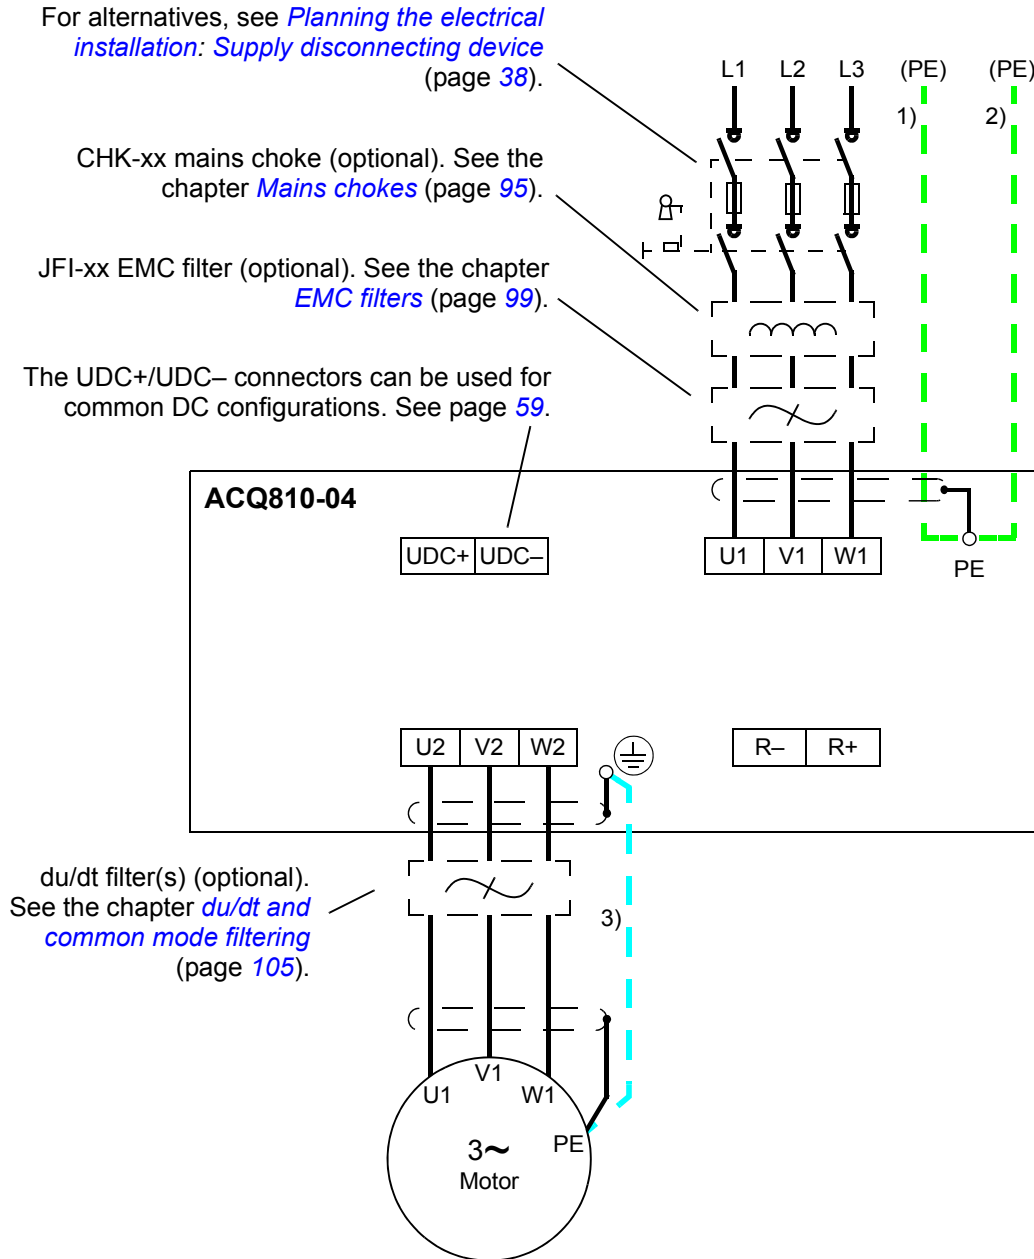 For alternatives, see Planning the electrical
installation: Supply disconnecting device
(page 38).
L1 L2 L3 (PE) (PE)
1) 2)
CHK-xx mains choke (optional). See the
chapter Mains chokes (page 95).
JFI-xx EMC filter (optional). See the chapter
EMC filters (page 99).
The UDC+/UDC– connectors can be used for
common DC configurations. See page 59.
ACQ810-04
UDC+ UDC– U1 V1 W1
PE
U2 V2 W2 R– R+
du/dt filter(s) (optional).
See the chapter du/dt and
common mode filtering
(page 105).
3)
U1 V1 W1
PE
3~
Motor